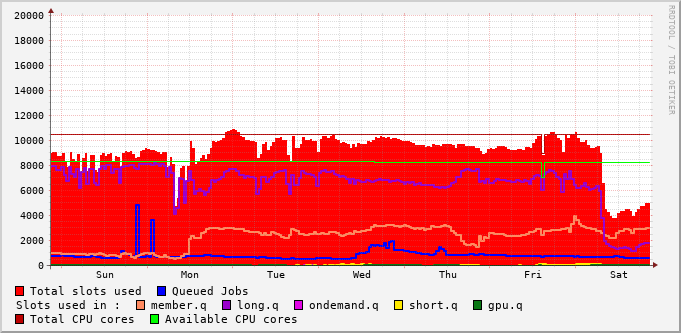 RRDTOOL / TOBI OETIKER
20000
18000
16000
14000
12000
10000
8000
6000
4000
2000
0
Sun Mon Tue Wed Thu Fri Sat
Total slots used Queued Jobs
Slots used in : member.q long.q ondemand.q short.q gpu.q
Total CPU cores Available CPU cores